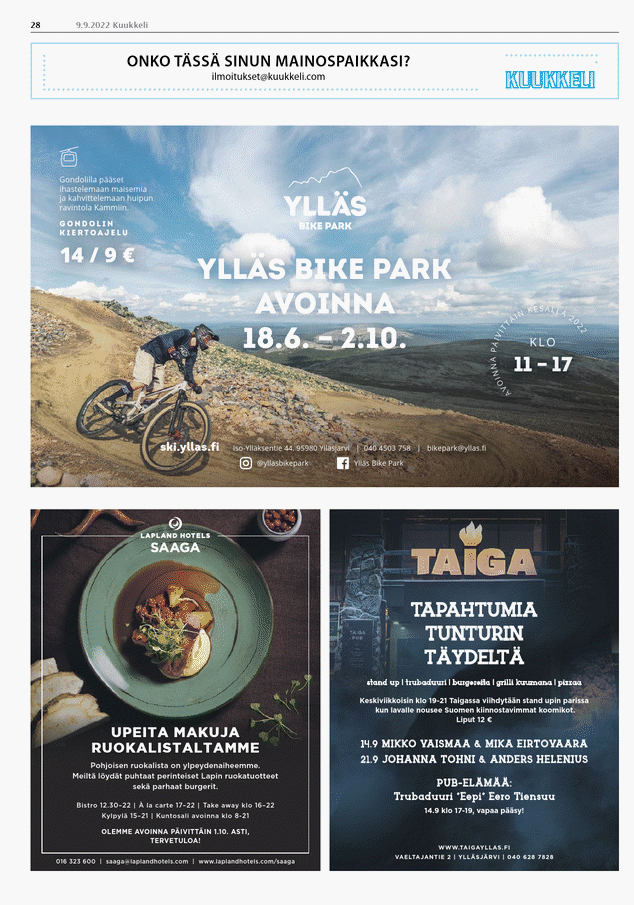 28
9.9.2022 Kuukkeli
ONKO TÄSSÄ SINUN MAINOSPAIKKASI?
ilmoitukset@kuukkeli.com
KUUKKELI
Gondolilla pääset
ihastelemaan maisemia
ja kahvittelemaan huipun
ravintola Kammiin.
GONDOLIN
KIERTOAJELU
14 / 9 €
YLLÄS
BIKE PARK
YLLÄS BIKE PARK
AVOINNA
18.6. – 2.10.
AVOINNA PÄIVITTÄIN KESÄLLÄ 2022
KLO
11 – 17
ski.yllas.fi
Iso-Ylläksentie 44, 95980 Ylläsjärvi | 040 4503 758 | bikepark@yllas.fi
@yllasbikepark
Ylläs Bike Park
LAPLAND HOTELS
SAAGA
UPEITA MAKUJA
RUOKALISTALTAMME
Pohjoisen ruokalista on ylpeydenaiheemme.
Meiltä löydät puhtaat perinteiset Lapin ruokatuotteet
sekä parhaat burgerit.
Bistro 12.30–22 | À la carte 17–22 | Take away klo 16–22
Kylpylä 15–21 | Kuntosali avoinna klo 8-21
OLEMME AVOINNA PÄIVITTÄIN 1.10. ASTI,
TERVETULOA!
016 323 600 | saaga@laplandhotels.com | www.laplandhotels.com/saaga
TAIGA
TAIGA
PUB
TAPAHTUMIA
TUNTURIN
TÄYDELTÄ
stand up | trubaduuri | burgereita | grilli kuumana | pizzaa
Keskiviikkoisin klo 19-21 Taigassa viihdytään stand upin parissa
kun lavalle nousee Suomen kiinnostavimmat koomikot.
Liput 12 €
14.9 MIKKO VAISMAA & MIKA EIRTOVAARA
21.9 JOHANNA TOHNI & ANDERS HELENIUS
PUB-ELÄMÄÄ:
Trubaduuri "Eepi" Eero Tiensuu
14.9 klo 17-19, vapaa pääsy!
WWW.TAIGAYLLAS.FI
VAELTAJANTIE 2 | YLLÄSJÄRVI | 040 628 7828